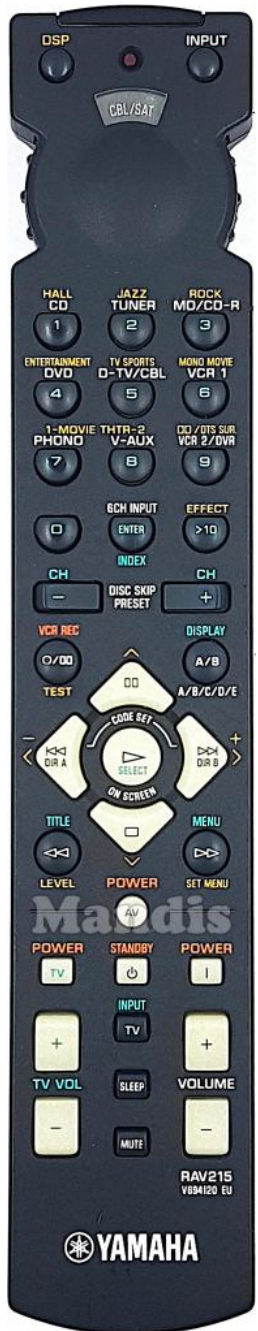 DSP INPUT
CBL/SAT
HALL JAZZ ROCK
CD TUNER MD/CD-R
1 2 3
ENTERTAINMENT TV SPORTS MONO MOVIE
DVD D-TV/CBL VCR 1
4 5 6
1-MOVIE THTR-2 /DTS SUR.
PHONO V-AUX VCR 2/DVR
7 8 9
6CH INPUT EFFECT
0 ENTER >10
INDEX
CH CH
− DISC SKIP +
PRESET
VCR REC DISPLAY
A/B
TEST A/B/C/D/E
CODE SET
− +
DIR A DIR B
SELECT
ON SCREEN
TITLE MENU
LEVEL POWER SET MENU
AV
Mandis
POWER STANDBY POWER
TV I
INPUT
+ TV +
TV VOL SLEEP VOLUME
− MUTE −
RAV215
V894120 EU
YAMAHA